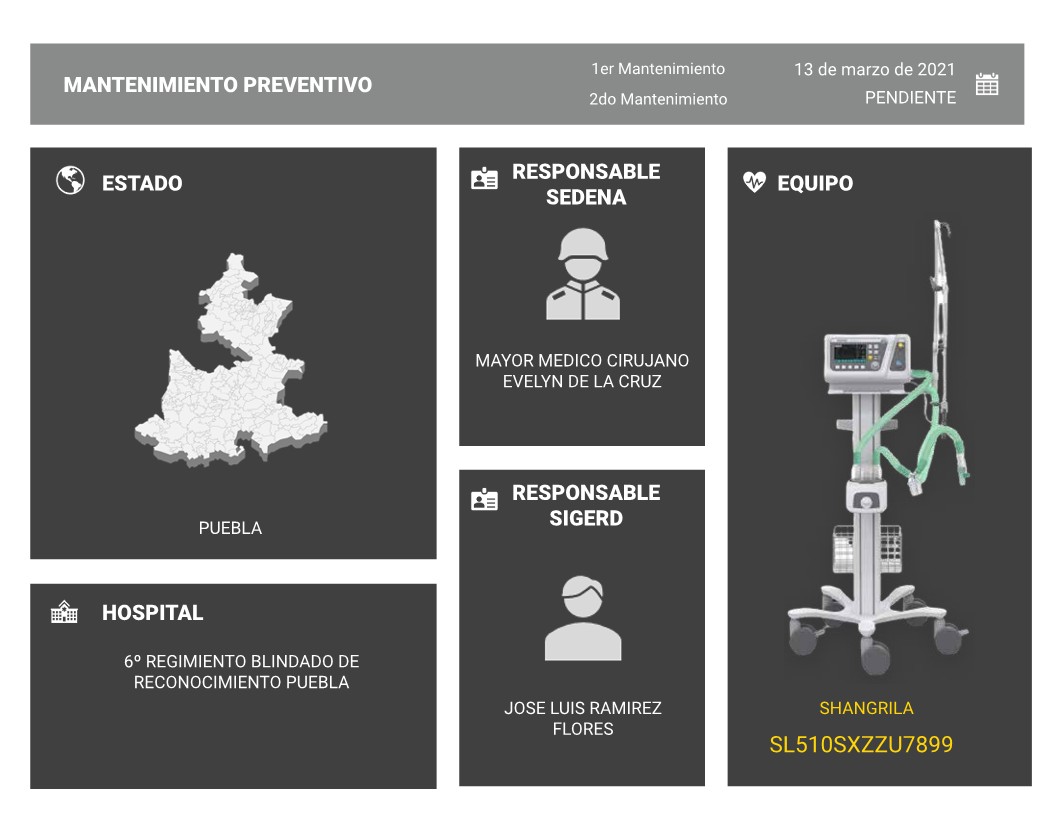 MANTENIMIENTO PREVENTIVO
1er Mantenimiento
13 de marzo de 2021
2do Mantenimiento
PENDIENTE
ESTADO
PUEBLA
HOSPITAL
6º REGIMIENTO BLINDADO DE
RECONOCIMIENTO PUEBLA
RESPONSABLE
SEDENA
MAYOR MEDICO CIRUJANO
EVELYN DE LA CRUZ
RESPONSABLE
SIGERD
JOSE LUIS RAMIREZ
FLORES
EQUIPO
SHANGRILA
SL510SXZZU7899